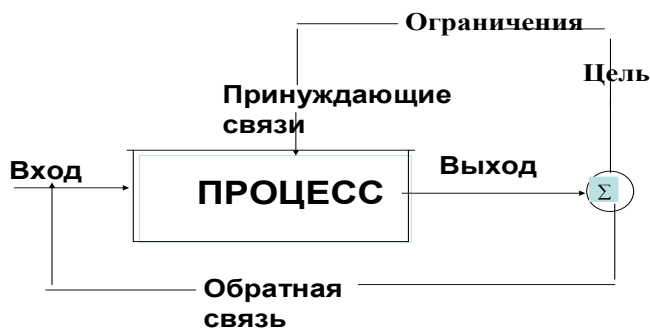 Ограничения
Цель
Принуждающие
связи
Вход
ПРОЦЕСС
Выход
Σ
Обратная
связь